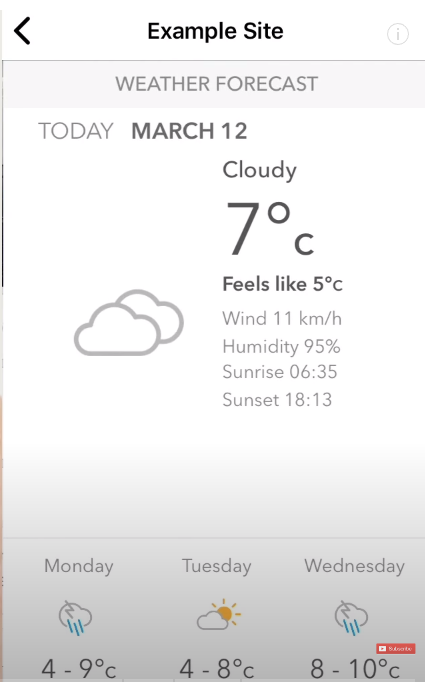 Example Site
WEATHER FORECAST
TODAY MARCH 12
Cloudy
7°c
Feels like 5°c
Wind 11 km/h
Humidity 95%
Sunrise 06:35
Sunset 18:13
Monday Tuesday Wednesday
Subscribe
4 - 9°c 4 - 8°c 8 - 10°c